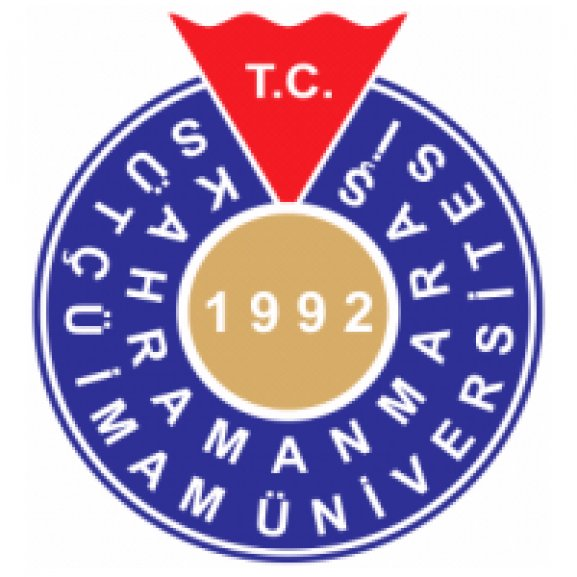 T.C.
KAHRAMANMARAŞ
SÜTÇÜ İMAM ÜNİVERSİTESİ
1992